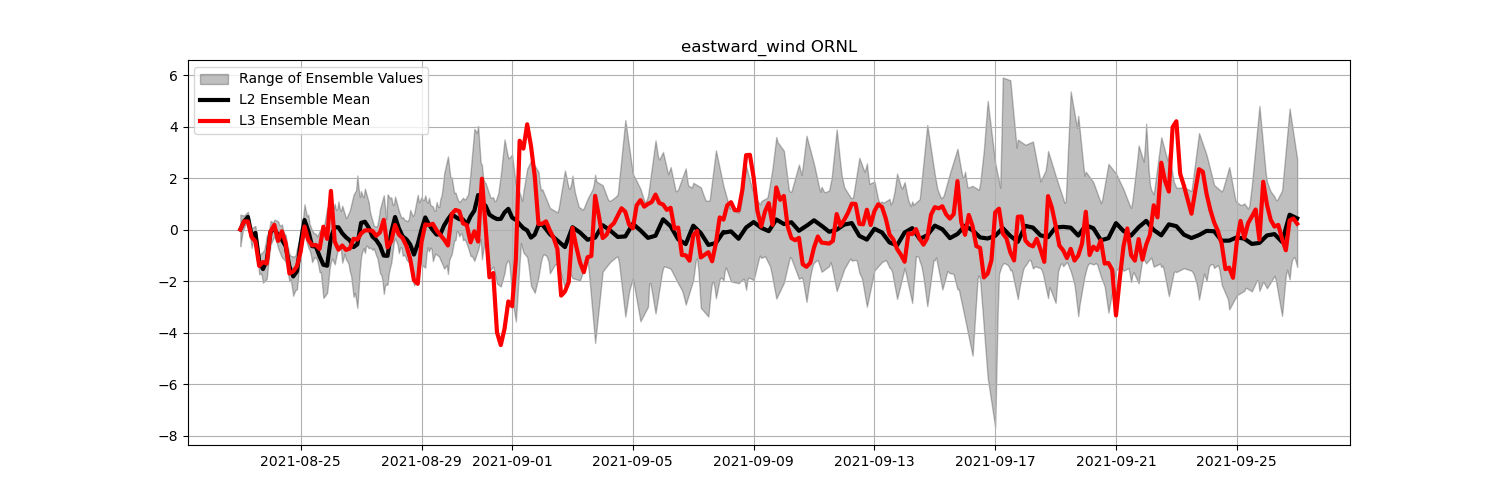 eastward_wind ORNL
Range of Ensemble Values
L2 Ensemble Mean
L3 Ensemble Mean
6
4
2
0
−2
−4
−6
−8
2021-08-25 2021-08-29 2021-09-01 2021-09-05 2021-09-09 2021-09-13 2021-09-17 2021-09-21 2021-09-25